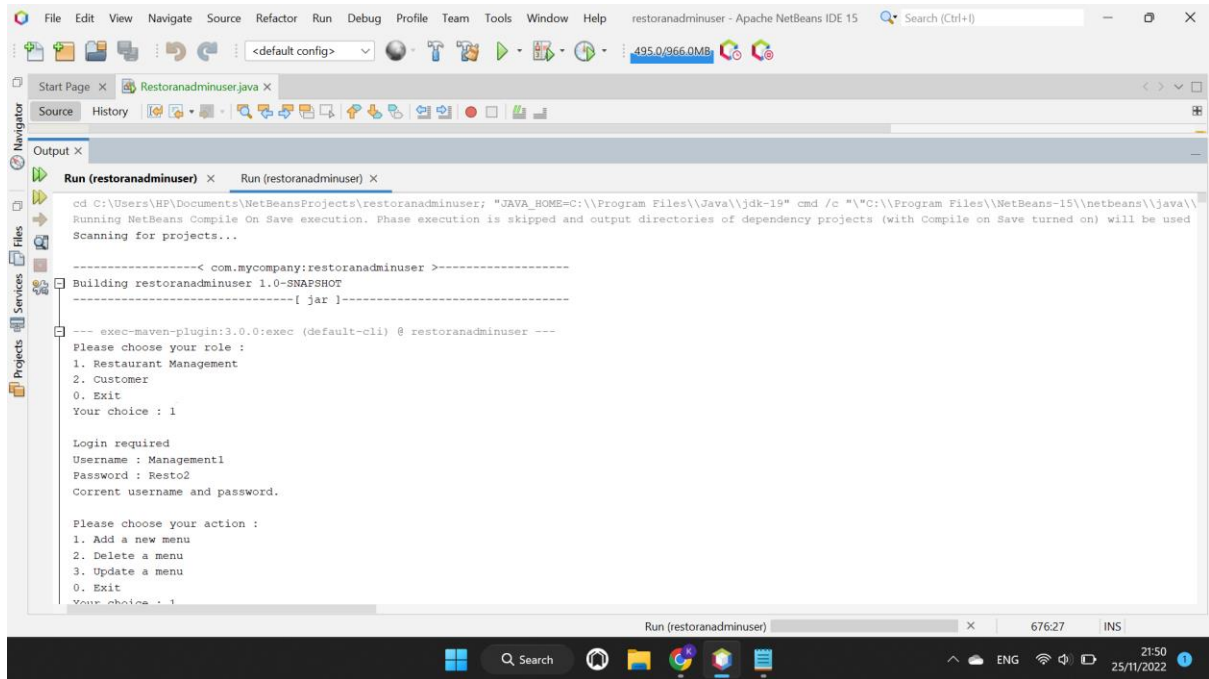 File Edit View Navigate Source Refactor Run Debug Profile Team Tools Window Help restoranadminuser - Apache NetBeans IDE 15 Search (Ctrl+I)
<default config> 495.0/966.0MB
Start Page Restoranadminuser.java
Source History
Navigator
Output
Run (restoranadminuser) Run (restoranadminuser)
cd C:\Users\HP\Documents\NetBeansProjects\restoranadminuser; "JAVA_HOME=C:\\Program Files\\Java\\jdk-19" cmd /c "\"C:\\Program Files\\NetBeans-15\\netbeans\\java\\
Running NetBeans Compile On Save execution. Phase execution is skipped and output directories of dependency projects (with Compile on Save turned on) will be used
Scanning for projects...
------------------< com.mycompany:restoranadminuser >-------------------
Building restoranadminuser 1.0-SNAPSHOT
--------------------------------[ jar ]---------------------------------
--- exec-maven-plugin:3.0.0:exec (default-cli) @ restoranadminuser ---
Please choose your role :
1. Restaurant Management
2. Customer
0. Exit
Your choice : 1
Login required
Username : Management1
Password : Resto2
Corrent username and password.
Please choose your action :
1. Add a new menu
2. Delete a menu
3. Update a menu
0. Exit
Your choice : 1
Files
Services
Projects
Run (restoranadminuser) 676:27 INS
Search ENG 21:50
25/11/2022 1